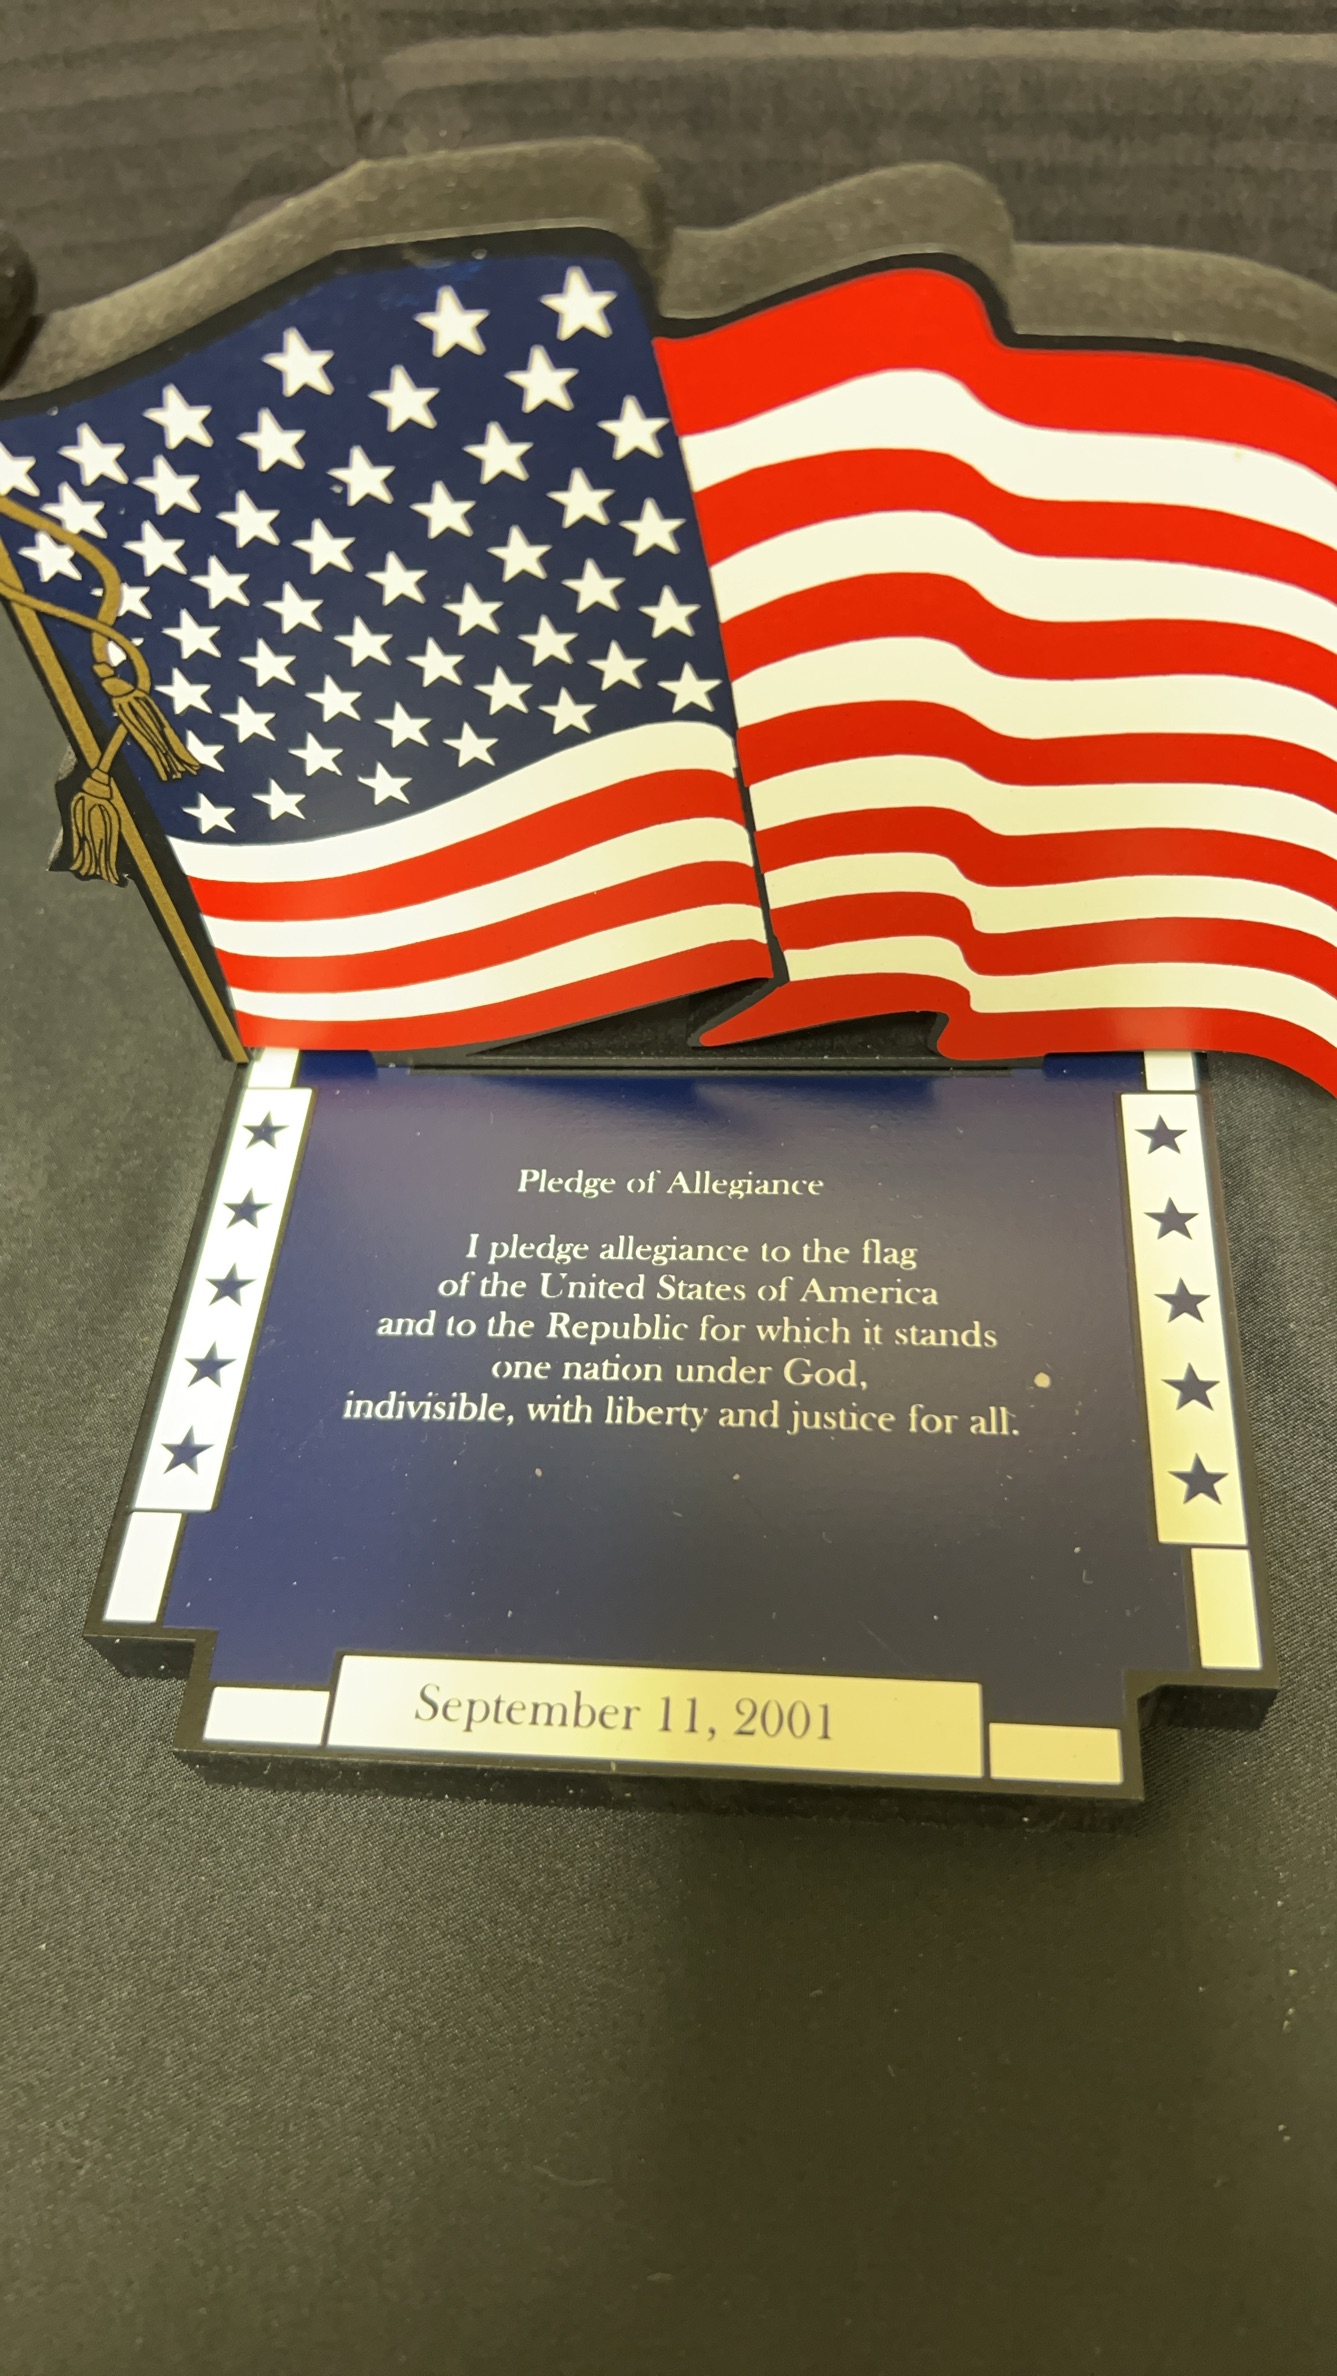 Pledge of Allegiance
I pledge allegiance to the flag
of the United States of America
and to the Republic for which it stands
one nation under God,
indivisible, with liberty and justice for all.
September 11, 2001